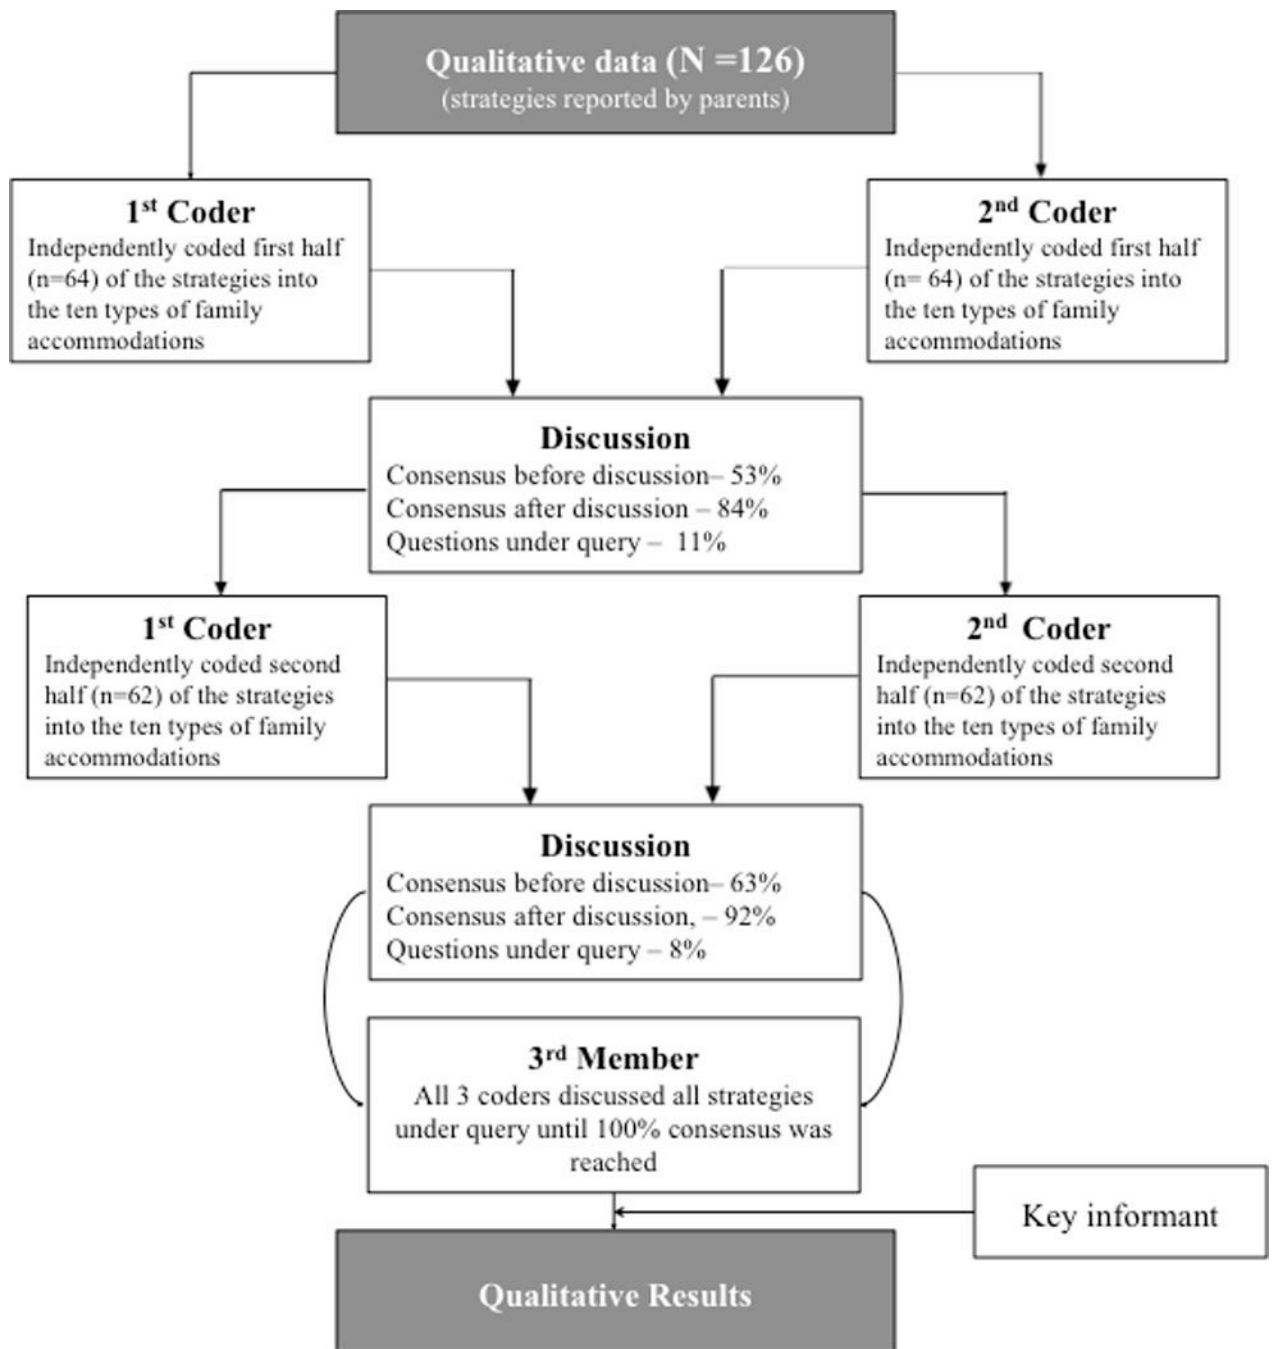 Qualitative data (N =126)
(strategies reported by parents)
1st Coder
Independently coded first half
(n=64) of the strategies into
the ten types of family
accommodations
2nd Coder
Independently coded first half
(n= 64) of the strategies into
the ten types of family
accommodations
Discussion
Consensus before discussion– 53%
Consensus after discussion – 84%
Questions under query – 11%
1st Coder
Independently coded second
half (n=62) of the strategies
into the ten types of family
accommodations
2nd Coder
Independently coded second
half (n=62) of the strategies
into the ten types of family
accommodations
Discussion
Consensus before discussion– 63%
Consensus after discussion, – 92%
Questions under query – 8%
3rd Member
All 3 coders discussed all strategies
under query until 100% consensus was
reached
Key informant
Qualitative Results